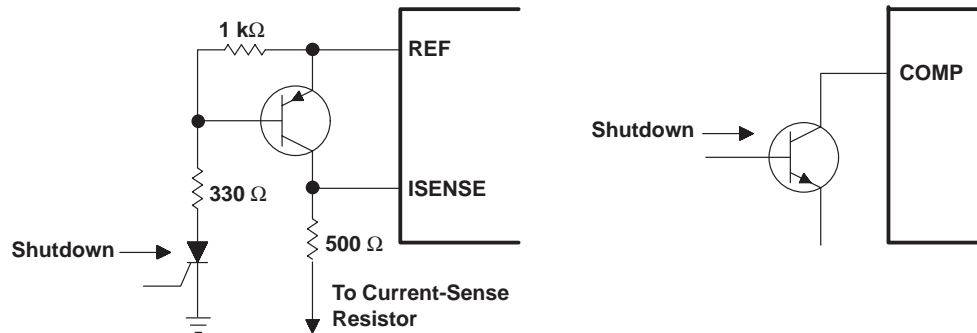 1 kΩ
REF
330 Ω
ISENSE
500 Ω
Shutdown
To Current-Sense
Resistor
COMP
Shutdown